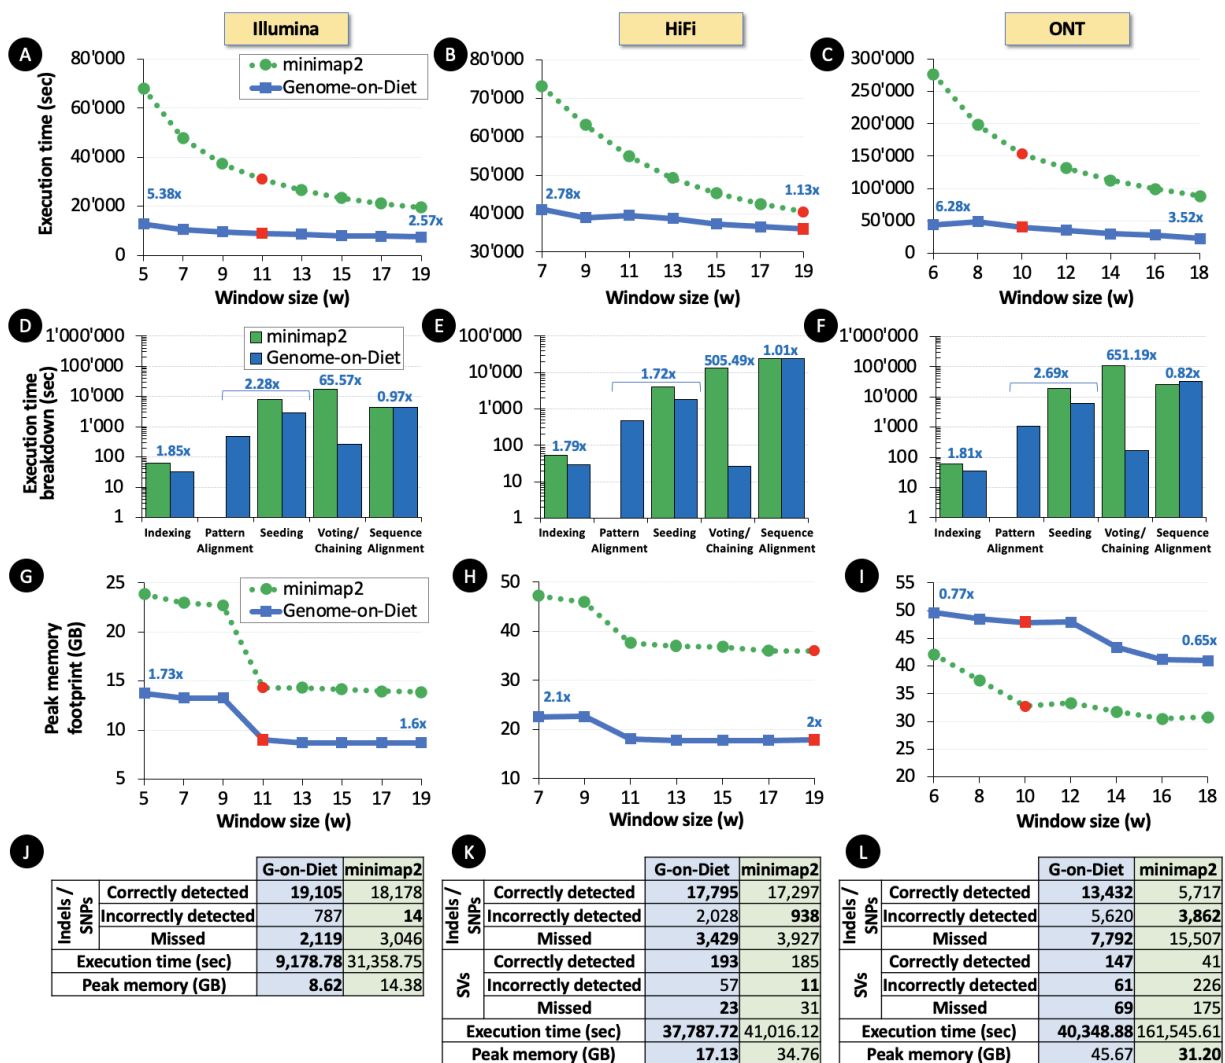 Illumina
HiFi
ONT
A
Execution time (sec)
80'000
60'000
40'000
20'000
0
minimap2
Genome-on-Diet
5.38x
2.57x
5 7 9 11 13 15 17 19
Window size (w)
B
80'000
70'000
60'000
50'000
40'000
30'000
2.78x
1.13x
7 9 11 13 15 17 19
Window size (w)
C
300'000
250'000
200'000
150'000
100'000
50'000
0
6.28x
3.52x
6 8 10 12 14 16 18
Window size (w)
D
Execution time
breakdown (sec)
1'000'000
100'000
10'000
1'000
100
10
1
minimap2
Genome-on-Diet
1.85x
2.28x
65.57x
0.97x
Indexing Pattern Alignment Seeding Voting/ Chaining Sequence Alignment
E
100'000
10'000
1'000
100
10
1
1.79x
1.72x
505.49x
1.01x
Indexing Pattern Alignment Seeding Voting/ Chaining Sequence Alignment
F
1'000'000
100'000
10'000
1'000
100
10
1
1.81x
2.69x
651.19x
0.82x
Indexing Pattern Alignment Seeding Voting/ Chaining Sequence Alignment
G
Peak memory
footprint (GB)
25
20
15
10
5
minimap2
Genome-on-Diet
1.73x
1.6x
5 7 9 11 13 15 17 19
Window size (w)
H
50
40
30
20
10
2.1x
2x
7 9 11 13 15 17 19
Window size (w)
I
55
50
45
40
35
30
25
20
0.77x
0.65x
6 8 10 12 14 16 18
Window size (w)
J
G-on-Diet minimap2
Indels / SNPs
Correctly detected 19,105 18,178
Incorrectly detected 787 14
Missed 2,119 3,046
Execution time (sec) 9,178.78 31,358.75
Peak memory (GB) 8.62 14.38
K
G-on-Diet minimap2
Indels / SNPs
Correctly detected 17,795 17,297
Incorrectly detected 2,028 938
Missed 3,429 3,927
SVs
Correctly detected 193 185
Incorrectly detected 57 11
Missed 23 31
Execution time (sec) 37,787.72 41,016.12
Peak memory (GB) 17.13 34.76
L
G-on-Diet minimap2
Indels / SNPs
Correctly detected 13,432 5,717
Incorrectly detected 5,620 3,862
Missed 7,792 15,507
SVs
Correctly detected 147 41
Incorrectly detected 61 226
Missed 69 175
Execution time (sec) 40,348.88 161,545.61
Peak memory (GB) 45.67 31.20